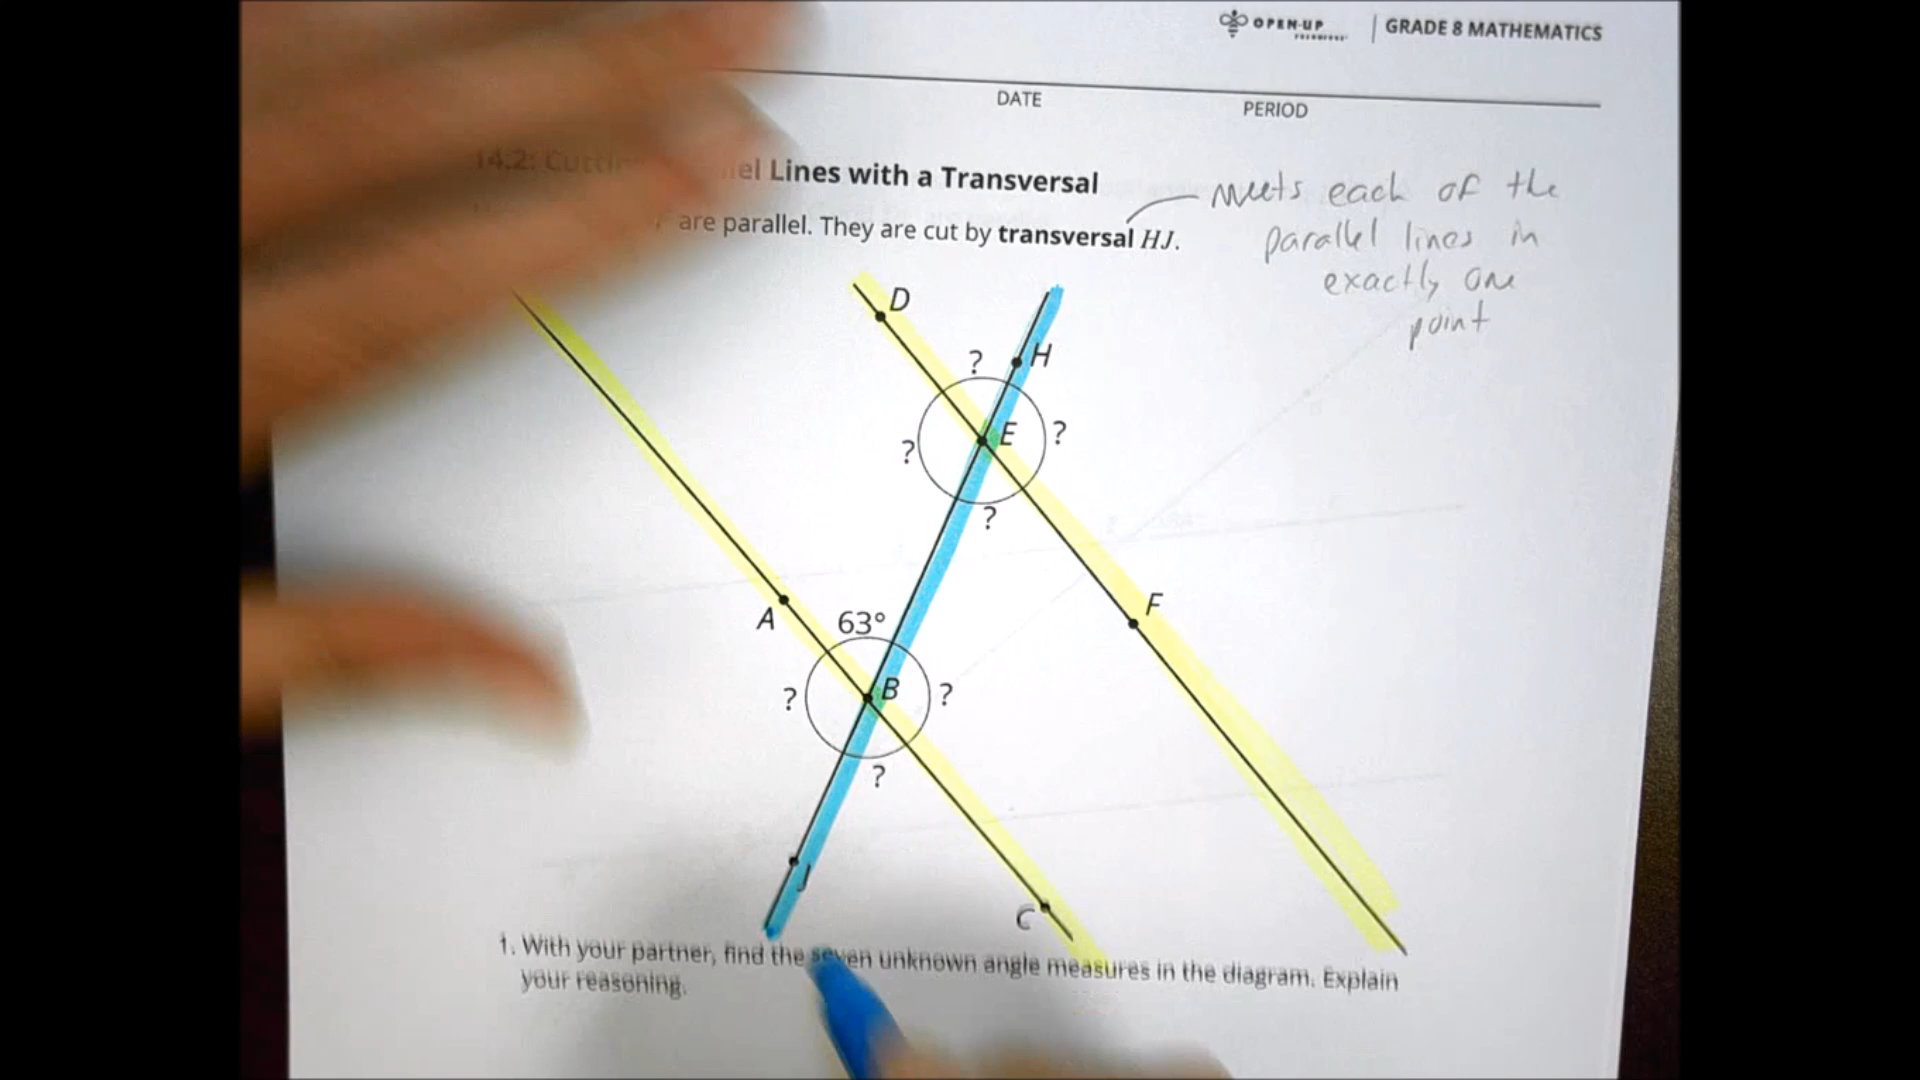 OPEN-UP | GRADE 8 MATHEMATICS
DATE PERIOD
14.2: Lines with a Transversal
are parallel. They are cut by transversal HJ.
Meets each of the
parallel lines in
exactly one
point
D
H
?
E
?
?
?
F
A
63°
B
?
?
?
J
C
1. With your partner, find the seven unknown angle measures in the diagram. Explain
your reasoning.